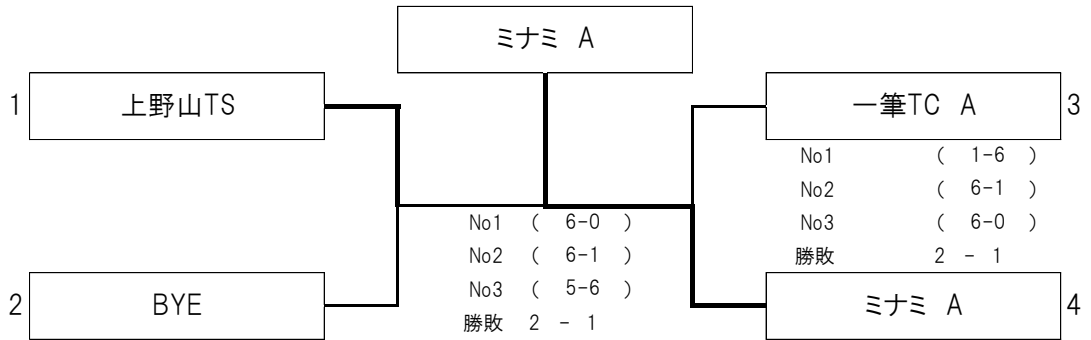 ミナミ A
1 上野山TS
一筆TC A 3
No1 ( 1-6 )
No2 ( 6-1 )
No3 ( 6-0 )
勝敗 2 - 1
No1 ( 6-0 )
No2 ( 6-1 )
No3 ( 5-6 )
勝敗 2 - 1
2 BYE
ミナミ A 4